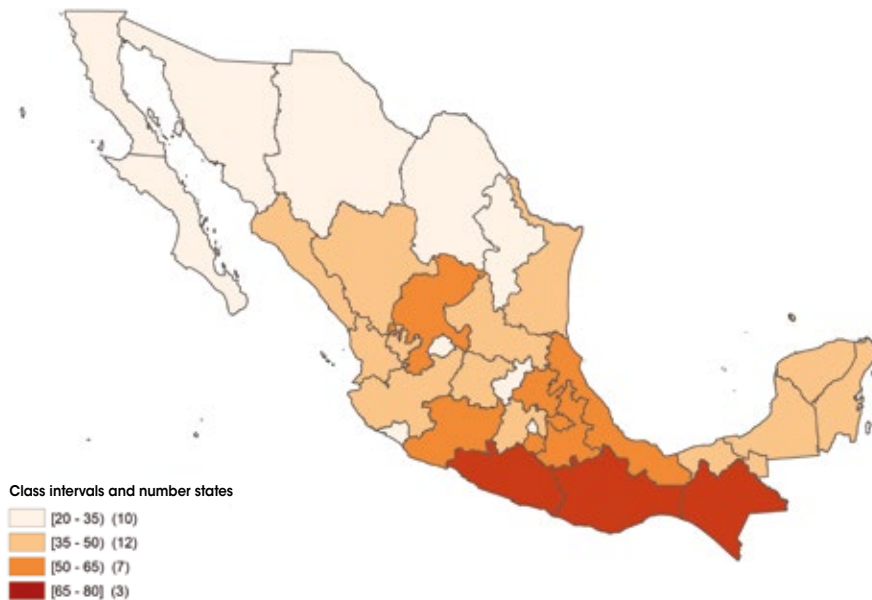 Class intervals and number states
[20 - 35) (10)
[35 - 50) (12)
[50 - 65) (7)
[65 - 80] (3)